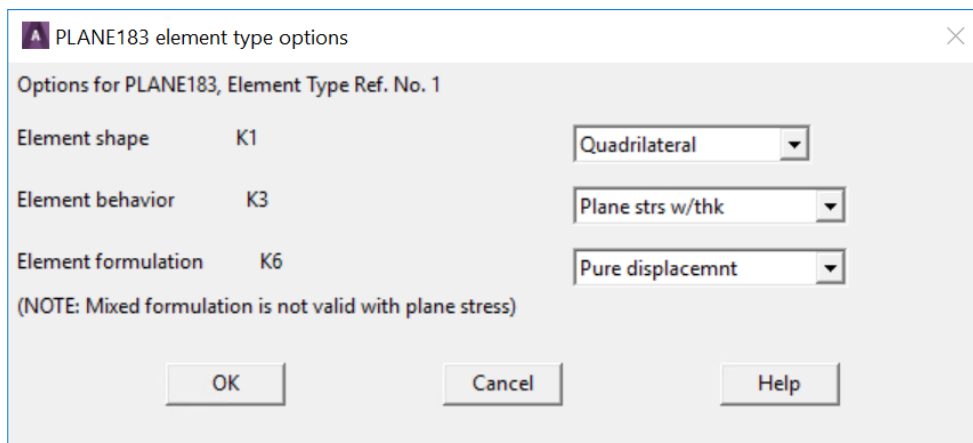 A PLANE183 element type options
Options for PLANE183, Element Type Ref. No. 1
Element shape K1 Quadrilateral
Element behavior K3 Plane strs w/thk
Element formulation K6 Pure displacemnt
(NOTE: Mixed formulation is not valid with plane stress)
OK Cancel Help